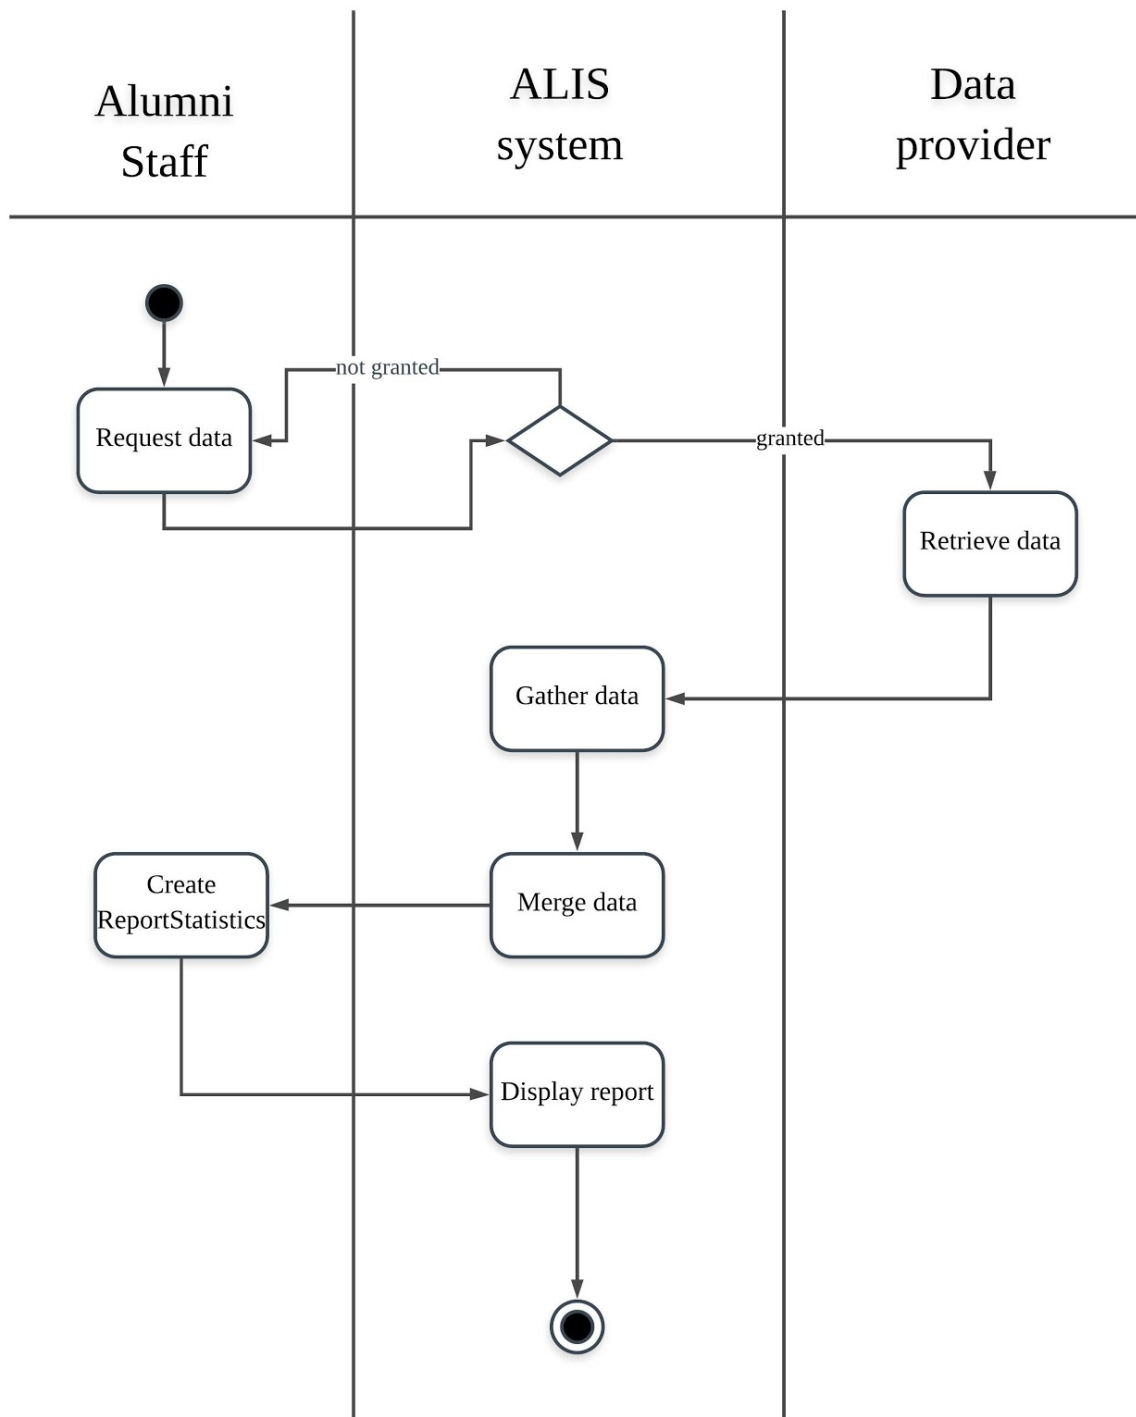 Alumni
Staff
ALIS
system
Data
provider
not granted
granted
Request data
Retrieve data
Gather data
Create
ReportStatistics
Merge data
Display report